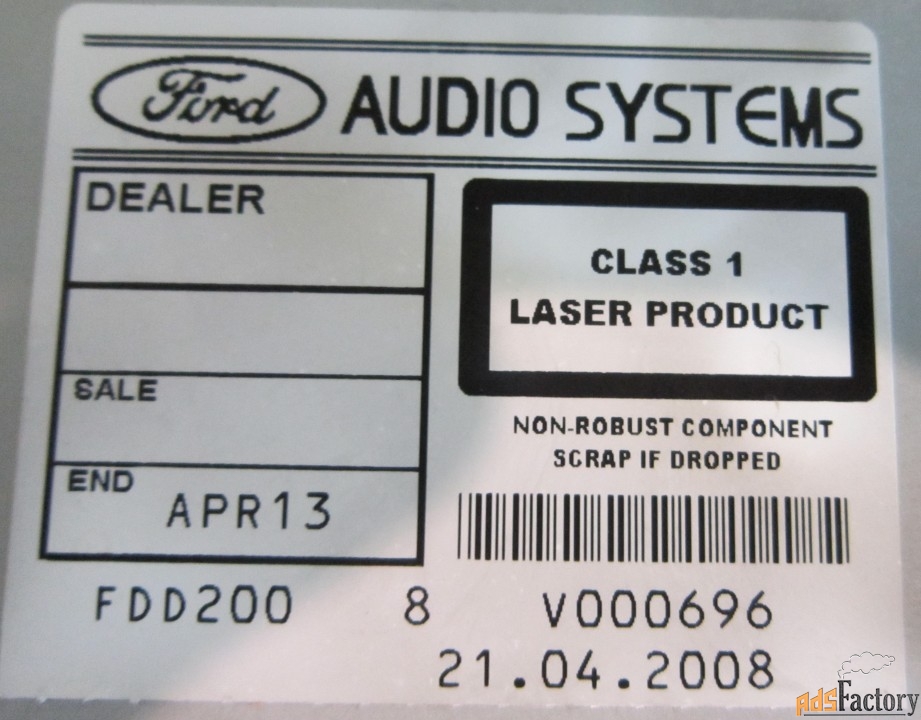 Ford AUDIO SYSTEMS
DEALER
SALE
END
APR13
CLASS 1
LASER PRODUCT
NON-ROBUST COMPONENT
SCRAP IF DROPPED
FDD200 8 V000696
21.04.2008
AdsFactory